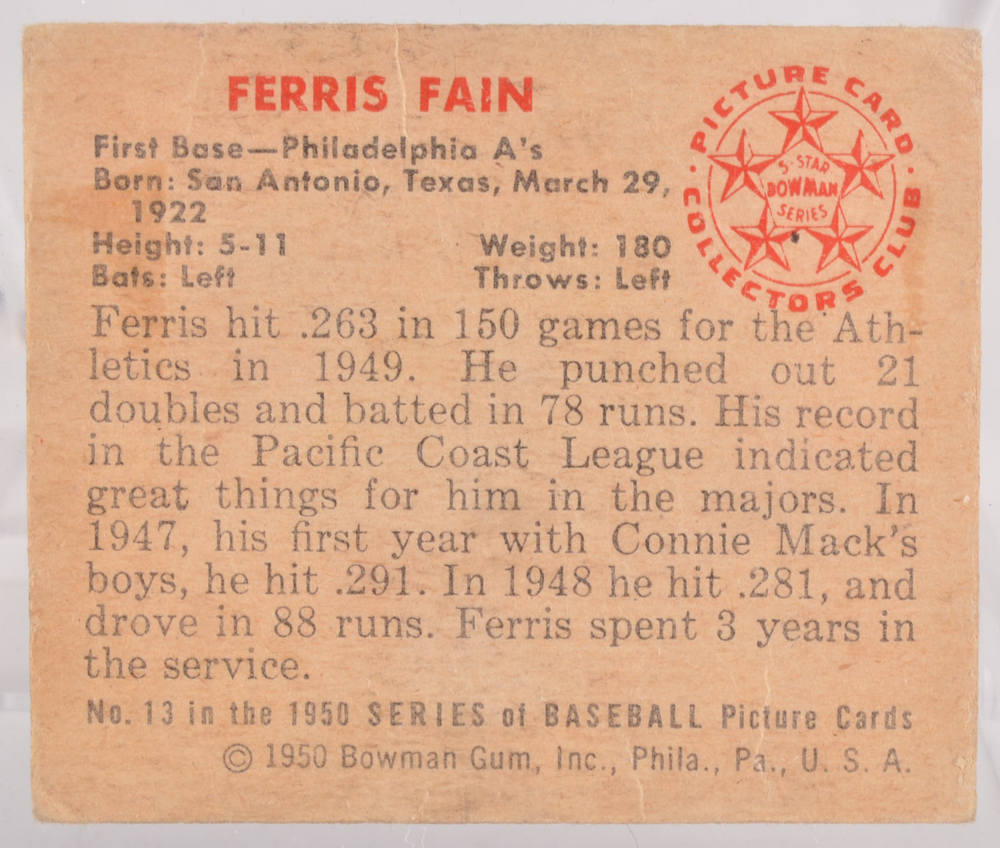 FERRIS FAIN
First Base—Philadelphia A's
Born: San Antonio, Texas, March 29,
1922
Height: 5-11 Weight: 180
Bats: Left Throws: Left
PICTURE CARD
COLLECTORS CLUB
5-STAR
BOWMAN
SERIES
Ferris hit .263 in 150 games for the Ath-
letics in 1949. He punched out 21
doubles and batted in 78 runs. His record
in the Pacific Coast League indicated
great things for him in the majors. In
1947, his first year with Connie Mack's
boys, he hit .291. In 1948 he hit .281, and
drove in 88 runs. Ferris spent 3 years in
the service.
No. 13 in the 1950 SERIES of BASEBALL Picture Cards
© 1950 Bowman Gum, Inc., Phila., Pa., U. S. A.